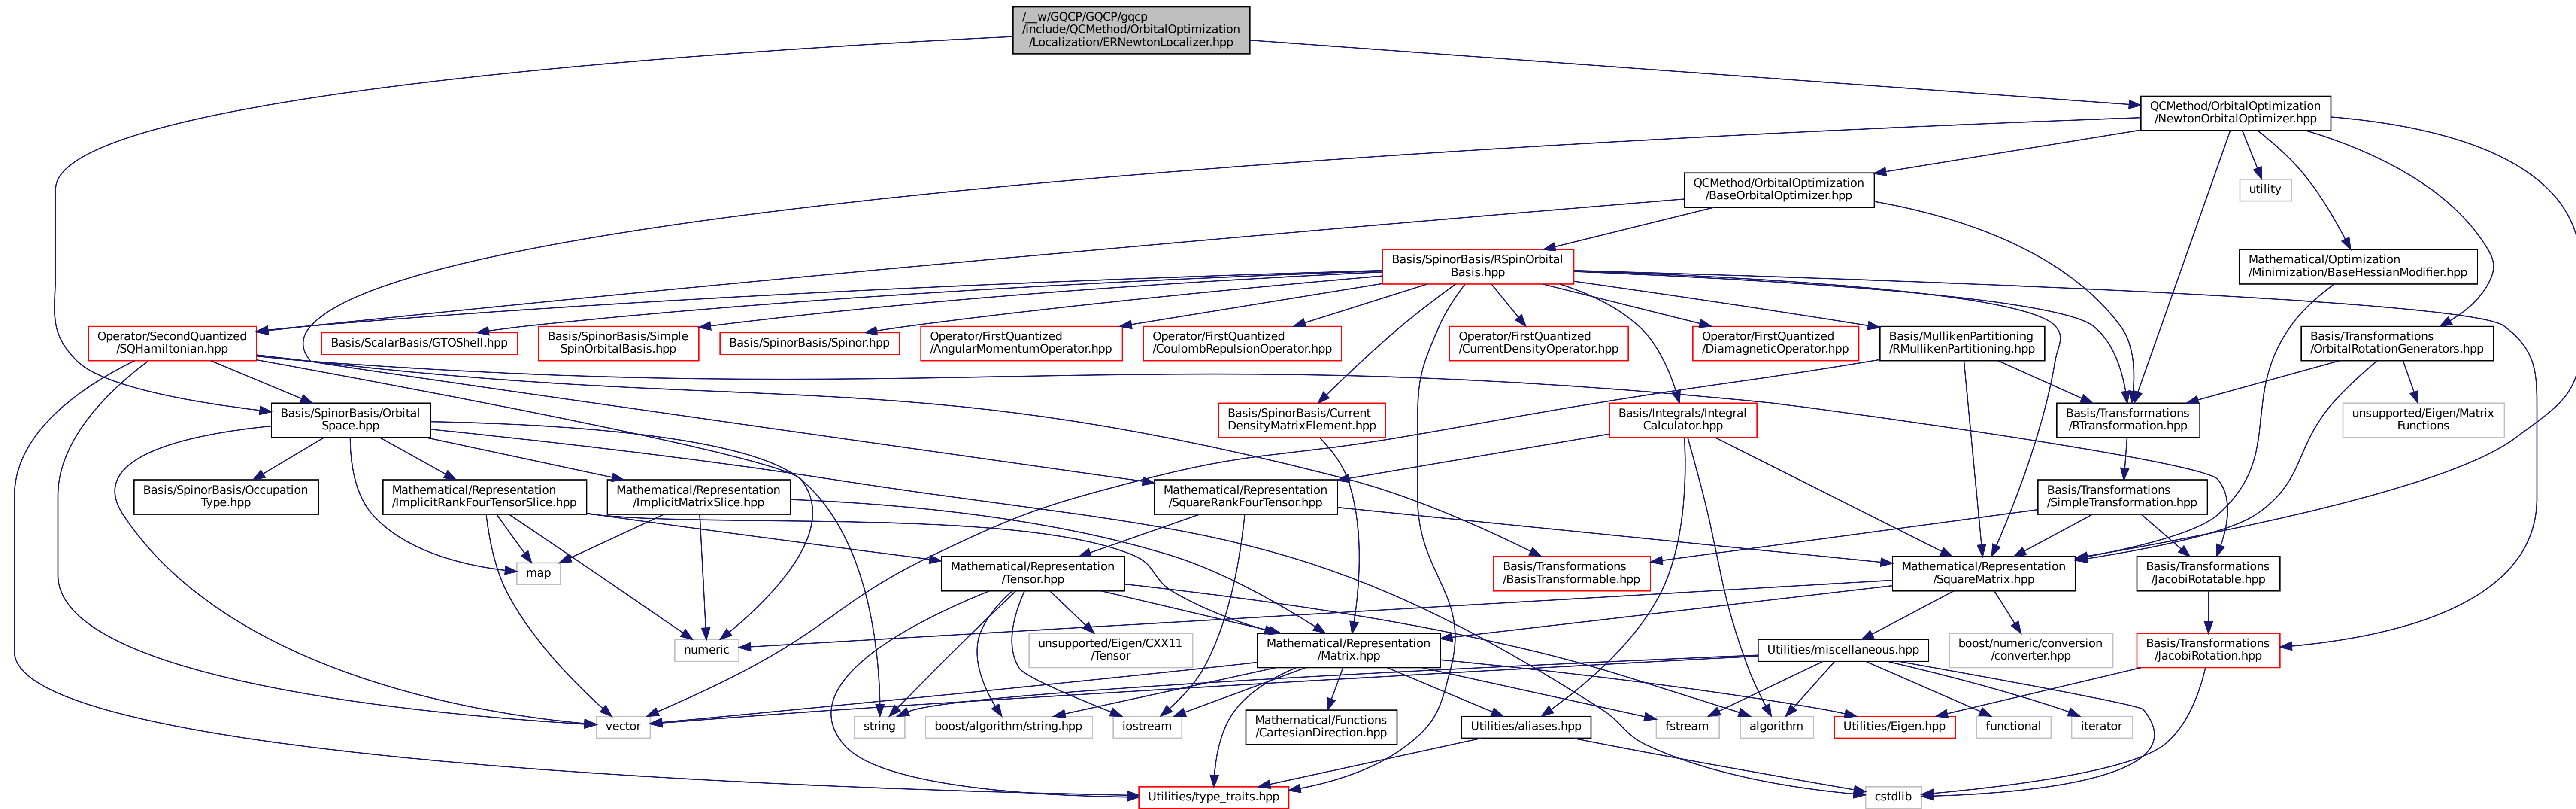 /__w/GQCP/GQCP/gqcp
/include/QCMethod/OrbitalOptimization
/Localization/ERNewtonLocalizer.hpp
QCMethod/OrbitalOptimization
/NewtonOrbitalOptimizer.hpp
QCMethod/OrbitalOptimization
/BaseOrbitalOptimizer.hpp
utility
Basis/SpinorBasis/RSpinOrbital
Basis.hpp
Mathematical/Optimization
/Minimization/BaseHessianModifier.hpp
Operator/SecondQuantized
/SQHamiltonian.hpp
Basis/ScalarBasis/GTOShell.hpp
Basis/SpinorBasis/Simple
SpinOrbitalBasis.hpp
Basis/SpinorBasis/Spinor.hpp
Operator/FirstQuantized
/AngularMomentumOperator.hpp
Operator/FirstQuantized
/CoulombRepulsionOperator.hpp
Operator/FirstQuantized
/CurrentDensityOperator.hpp
Operator/FirstQuantized
/DiamagneticOperator.hpp
Basis/MullikenPartitioning
/RMullikenPartitioning.hpp
Basis/Transformations
/OrbitalRotationGenerators.hpp
Basis/SpinorBasis/Orbital
Space.hpp
Basis/SpinorBasis/Current
DensityMatrixElement.hpp
Basis/Integrals/Integral
Calculator.hpp
Basis/Transformations
/RTransformation.hpp
unsupported/Eigen/Matrix
Functions
Basis/SpinorBasis/Occupation
Type.hpp
Mathematical/Representation
/ImplicitRankFourTensorSlice.hpp
Mathematical/Representation
/ImplicitMatrixSlice.hpp
Mathematical/Representation
/SquareRankFourTensor.hpp
Basis/Transformations
/SimpleTransformation.hpp
map
Mathematical/Representation
/Tensor.hpp
Basis/Transformations
/BasisTransformable.hpp
Mathematical/Representation
/SquareMatrix.hpp
Basis/Transformations
/JacobiRotatable.hpp
numeric
unsupported/Eigen/CXX11
/Tensor
Mathematical/Representation
/Matrix.hpp
Utilities/miscellaneous.hpp
boost/numeric/conversion
/converter.hpp
Basis/Transformations
/JacobiRotation.hpp
vector
string
boost/algorithm/string.hpp
iostream
Mathematical/Functions
/CartesianDirection.hpp
Utilities/aliases.hpp
fstream
algorithm
Utilities/Eigen.hpp
functional
iterator
Utilities/type_traits.hpp
cstdlib